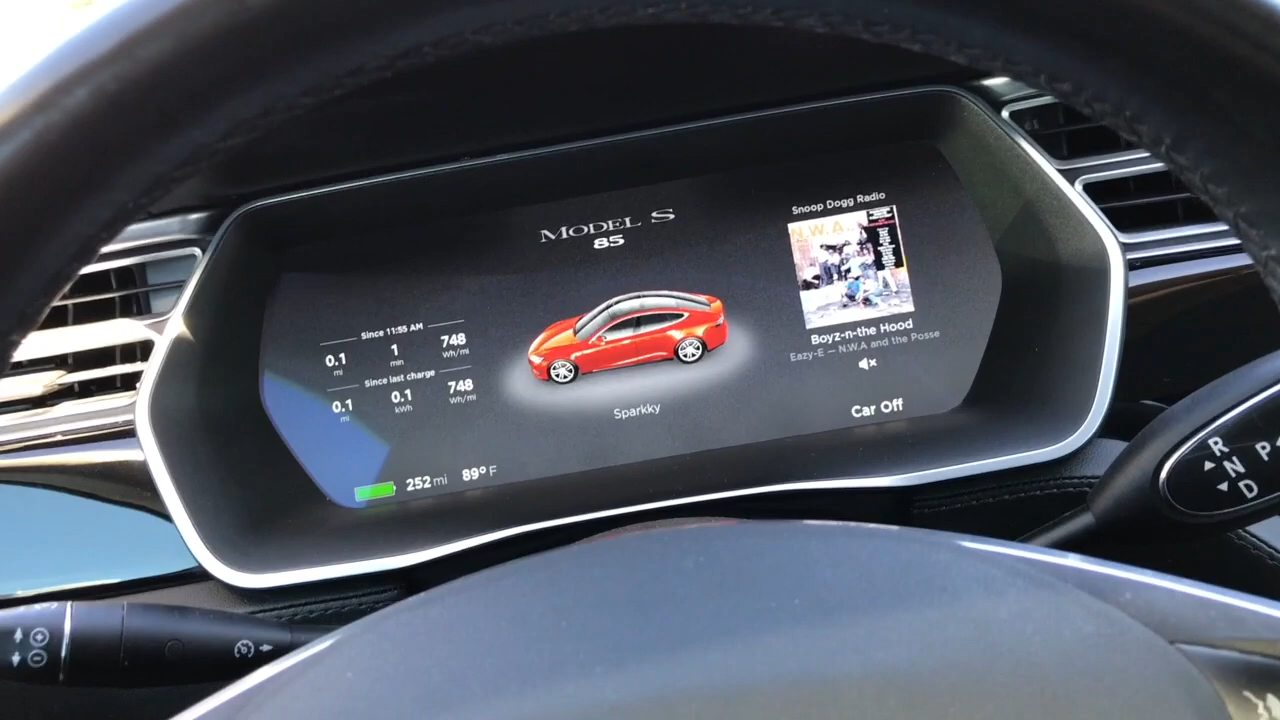 MODEL S
85
Snoop Dogg Radio
N.W.A.
Boyz-n-the Hood
Eazy-E — N.W.A and the Posse
Car Off
Since 11:55 AM
0.1 1 748
mi min Wh/mi
Since last charge
0.1 0.1 748
mi kWh Wh/mi
Sparkky
252 mi 89° F
R
N P
D